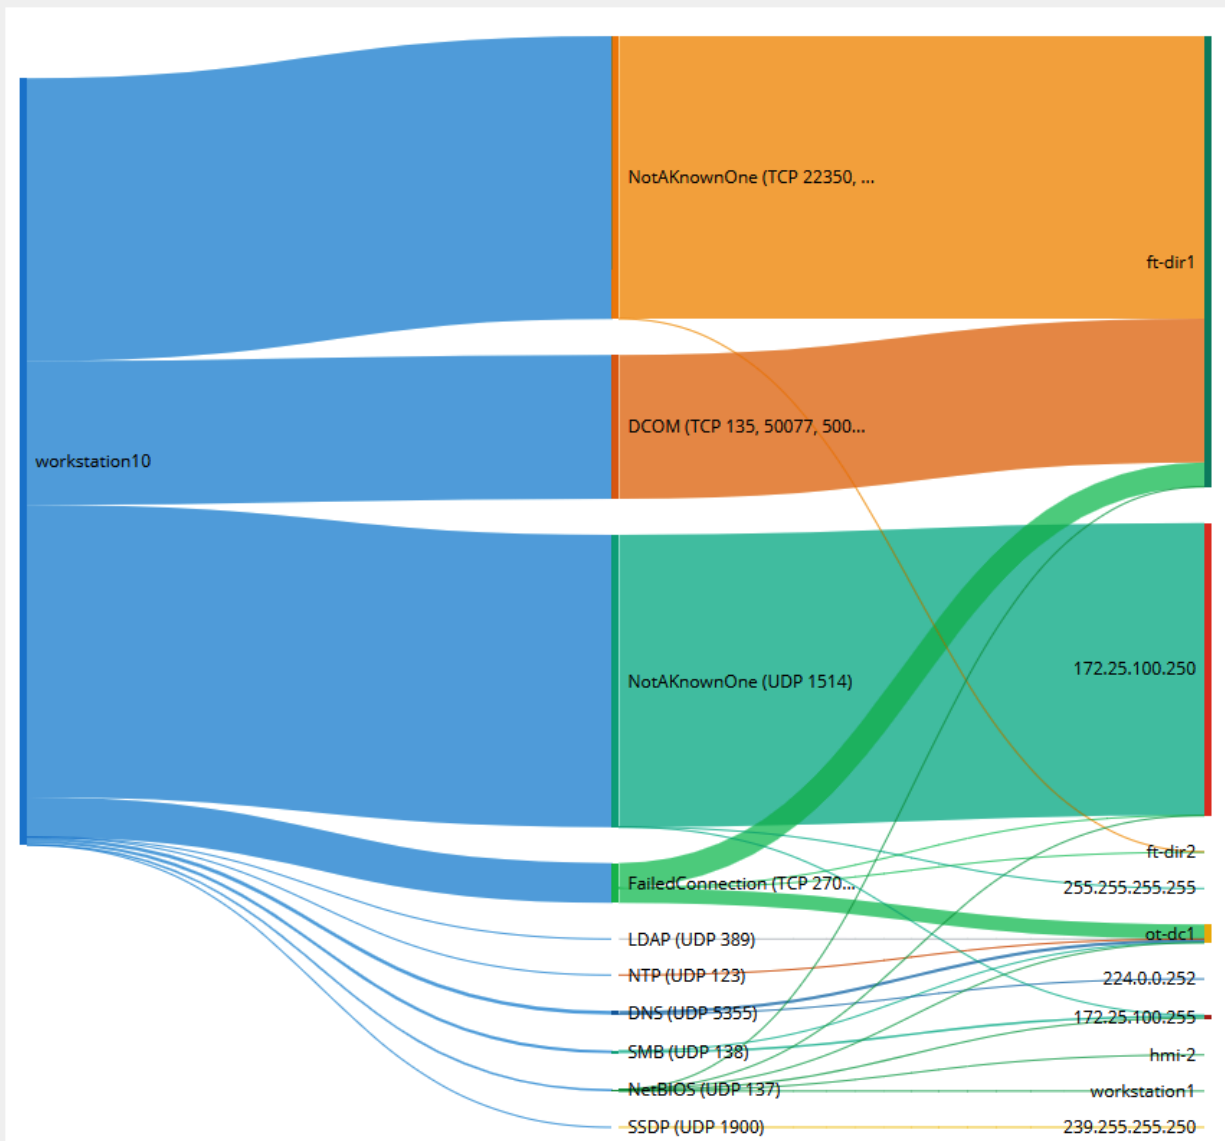 workstation10
NotAKnownOne (TCP 22350, ...
DCOM (TCP 135, 50077, 500...
NotAKnownOne (UDP 1514)
FailedConnection (TCP 270...
LDAP (UDP 389)
NTP (UDP 123)
DNS (UDP 5355)
SMB (UDP 138)
NetBIOS (UDP 137)
SSDP (UDP 1900)
ft-dir1
172.25.100.250
ft-dir2
255.255.255.255
ot-dc1
224.0.0.252
172.25.100.255
hmi-2
workstation1
239.255.255.250